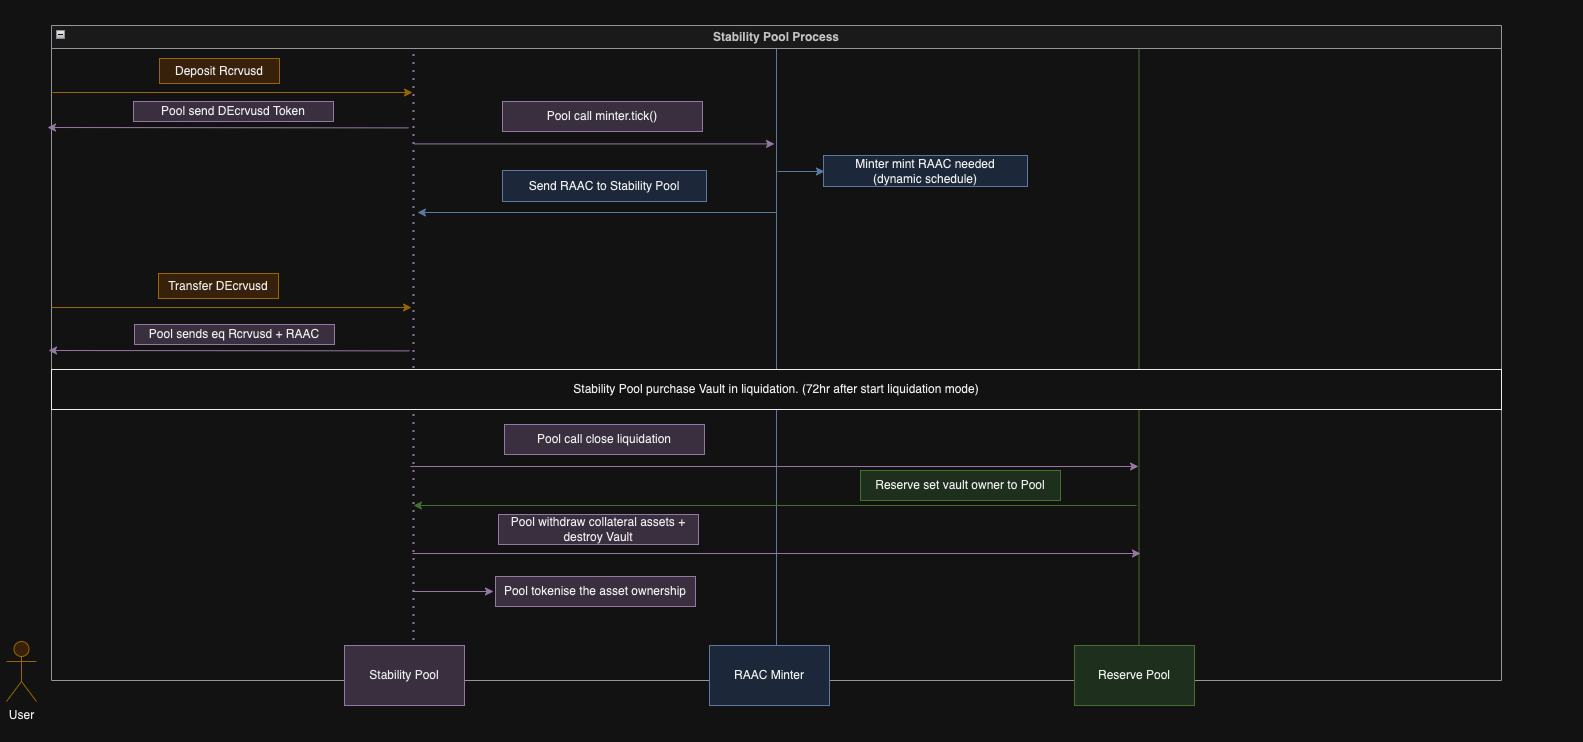 Stability Pool Process
Deposit Rcrvusd
Pool send DEcrvusd Token
Pool call minter.tick()
Minter mint RAAC needed
(dynamic schedule)
Send RAAC to Stability Pool
Transfer DEcrvusd
Pool sends eq Rcrvusd + RAAC
Stability Pool purchase Vault in liquidation. (72hr after start liquidation mode)
Pool call close liquidation
Reserve set vault owner to Pool
Pool withdraw collateral assets +
destroy Vault
Pool tokenise the asset ownership
Stability Pool
RAAC Minter
Reserve Pool
User